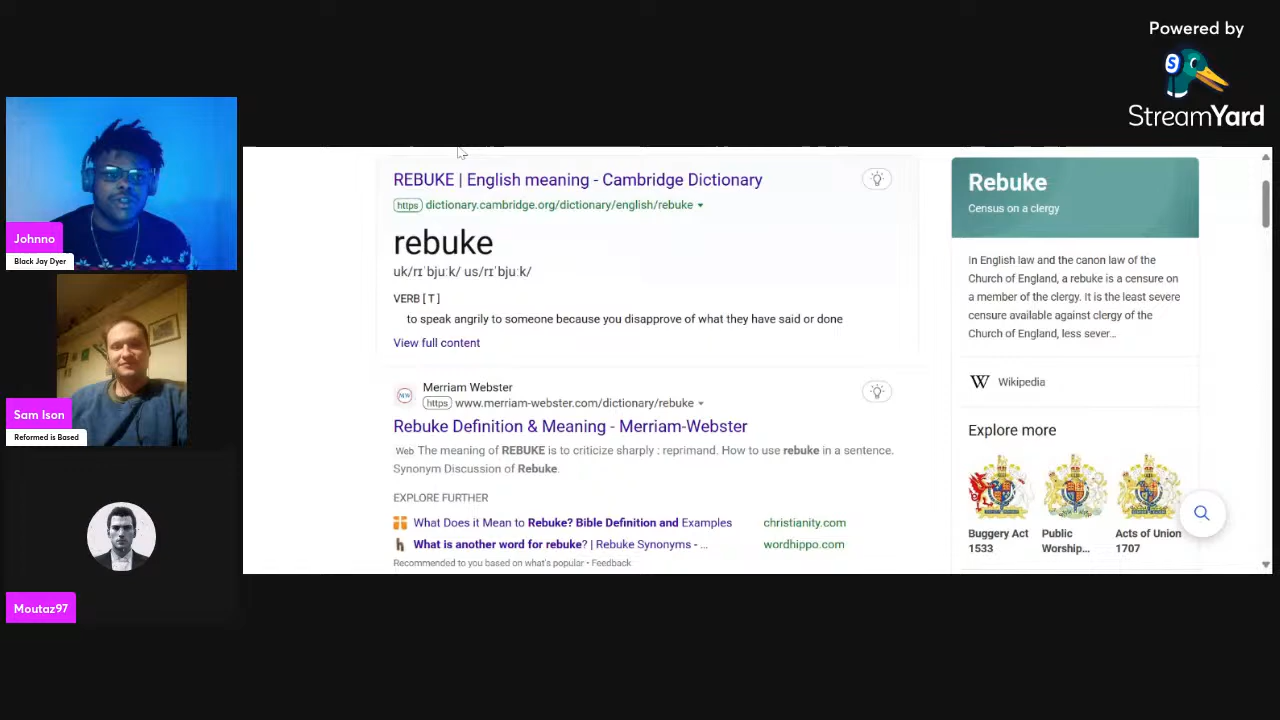 Powered by
S
StreamYard
Johnno
Black Jay Dyer
Sam Ison
Reformed is Based
Moutaz97
REBUKE | English meaning - Cambridge Dictionary
https dictionary.cambridge.org/dictionary/english/rebuke
rebuke
uk/rɪˈbjuːk/ us/rɪˈbjuːk/
VERB [ T ]
to speak angrily to someone because you disapprove of what they have said or done
View full content
Merriam Webster
https www.merriam-webster.com/dictionary/rebuke
Rebuke Definition & Meaning - Merriam-Webster
Web The meaning of REBUKE is to criticize sharply : reprimand. How to use rebuke in a sentence.
Synonym Discussion of Rebuke.
EXPLORE FURTHER
What Does it Mean to Rebuke? Bible Definition and Examples christianity.com
What is another word for rebuke? | Rebuke Synonyms - ... wordhippo.com
Recommended to you based on what's popular • Feedback
Rebuke
Census on a clergy
In English law and the canon law of the
Church of England, a rebuke is a censure on
a member of the clergy. It is the least severe
censure available against clergy of the
Church of England, less sever...
W Wikipedia
Explore more
Buggery Act
1533
Public
Worship...
Acts of Union
1707